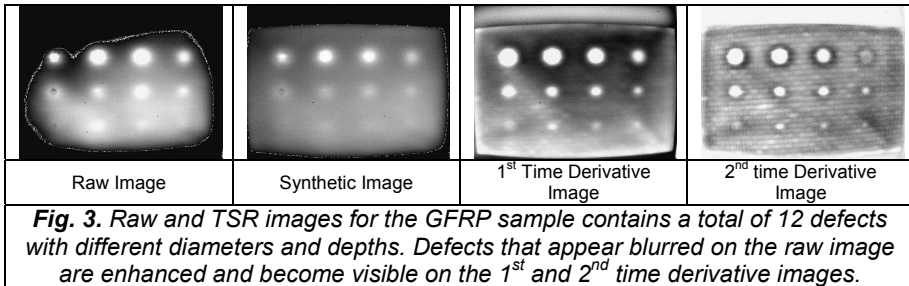 Raw Image
Synthetic Image
1st Time Derivative
Image
2nd time Derivative
Image
Fig. 3. Raw and TSR images for the GFRP sample contains a total of 12 defects
with different diameters and depths. Defects that appear blurred on the raw image
are enhanced and become visible on the 1st and 2nd time derivative images.